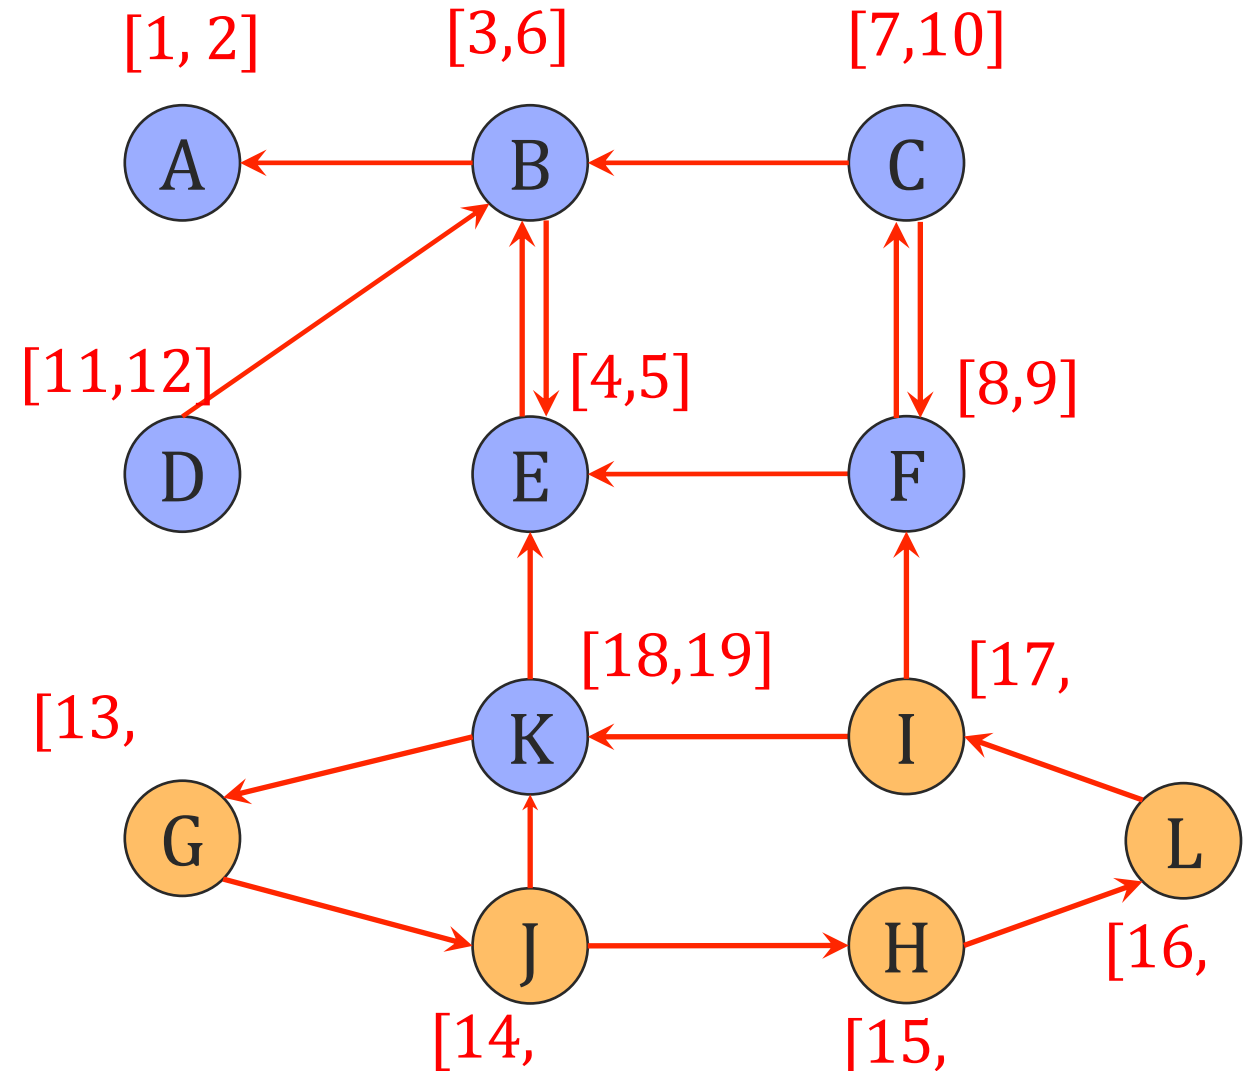 [1, 2]
[3,6]
[7,10]
A
B
C
[11,12]
[4,5]
[8,9]
D
E
F
[18,19]
[17,
[13,
K
I
G
L
J
H
[16,
[14,
[15,